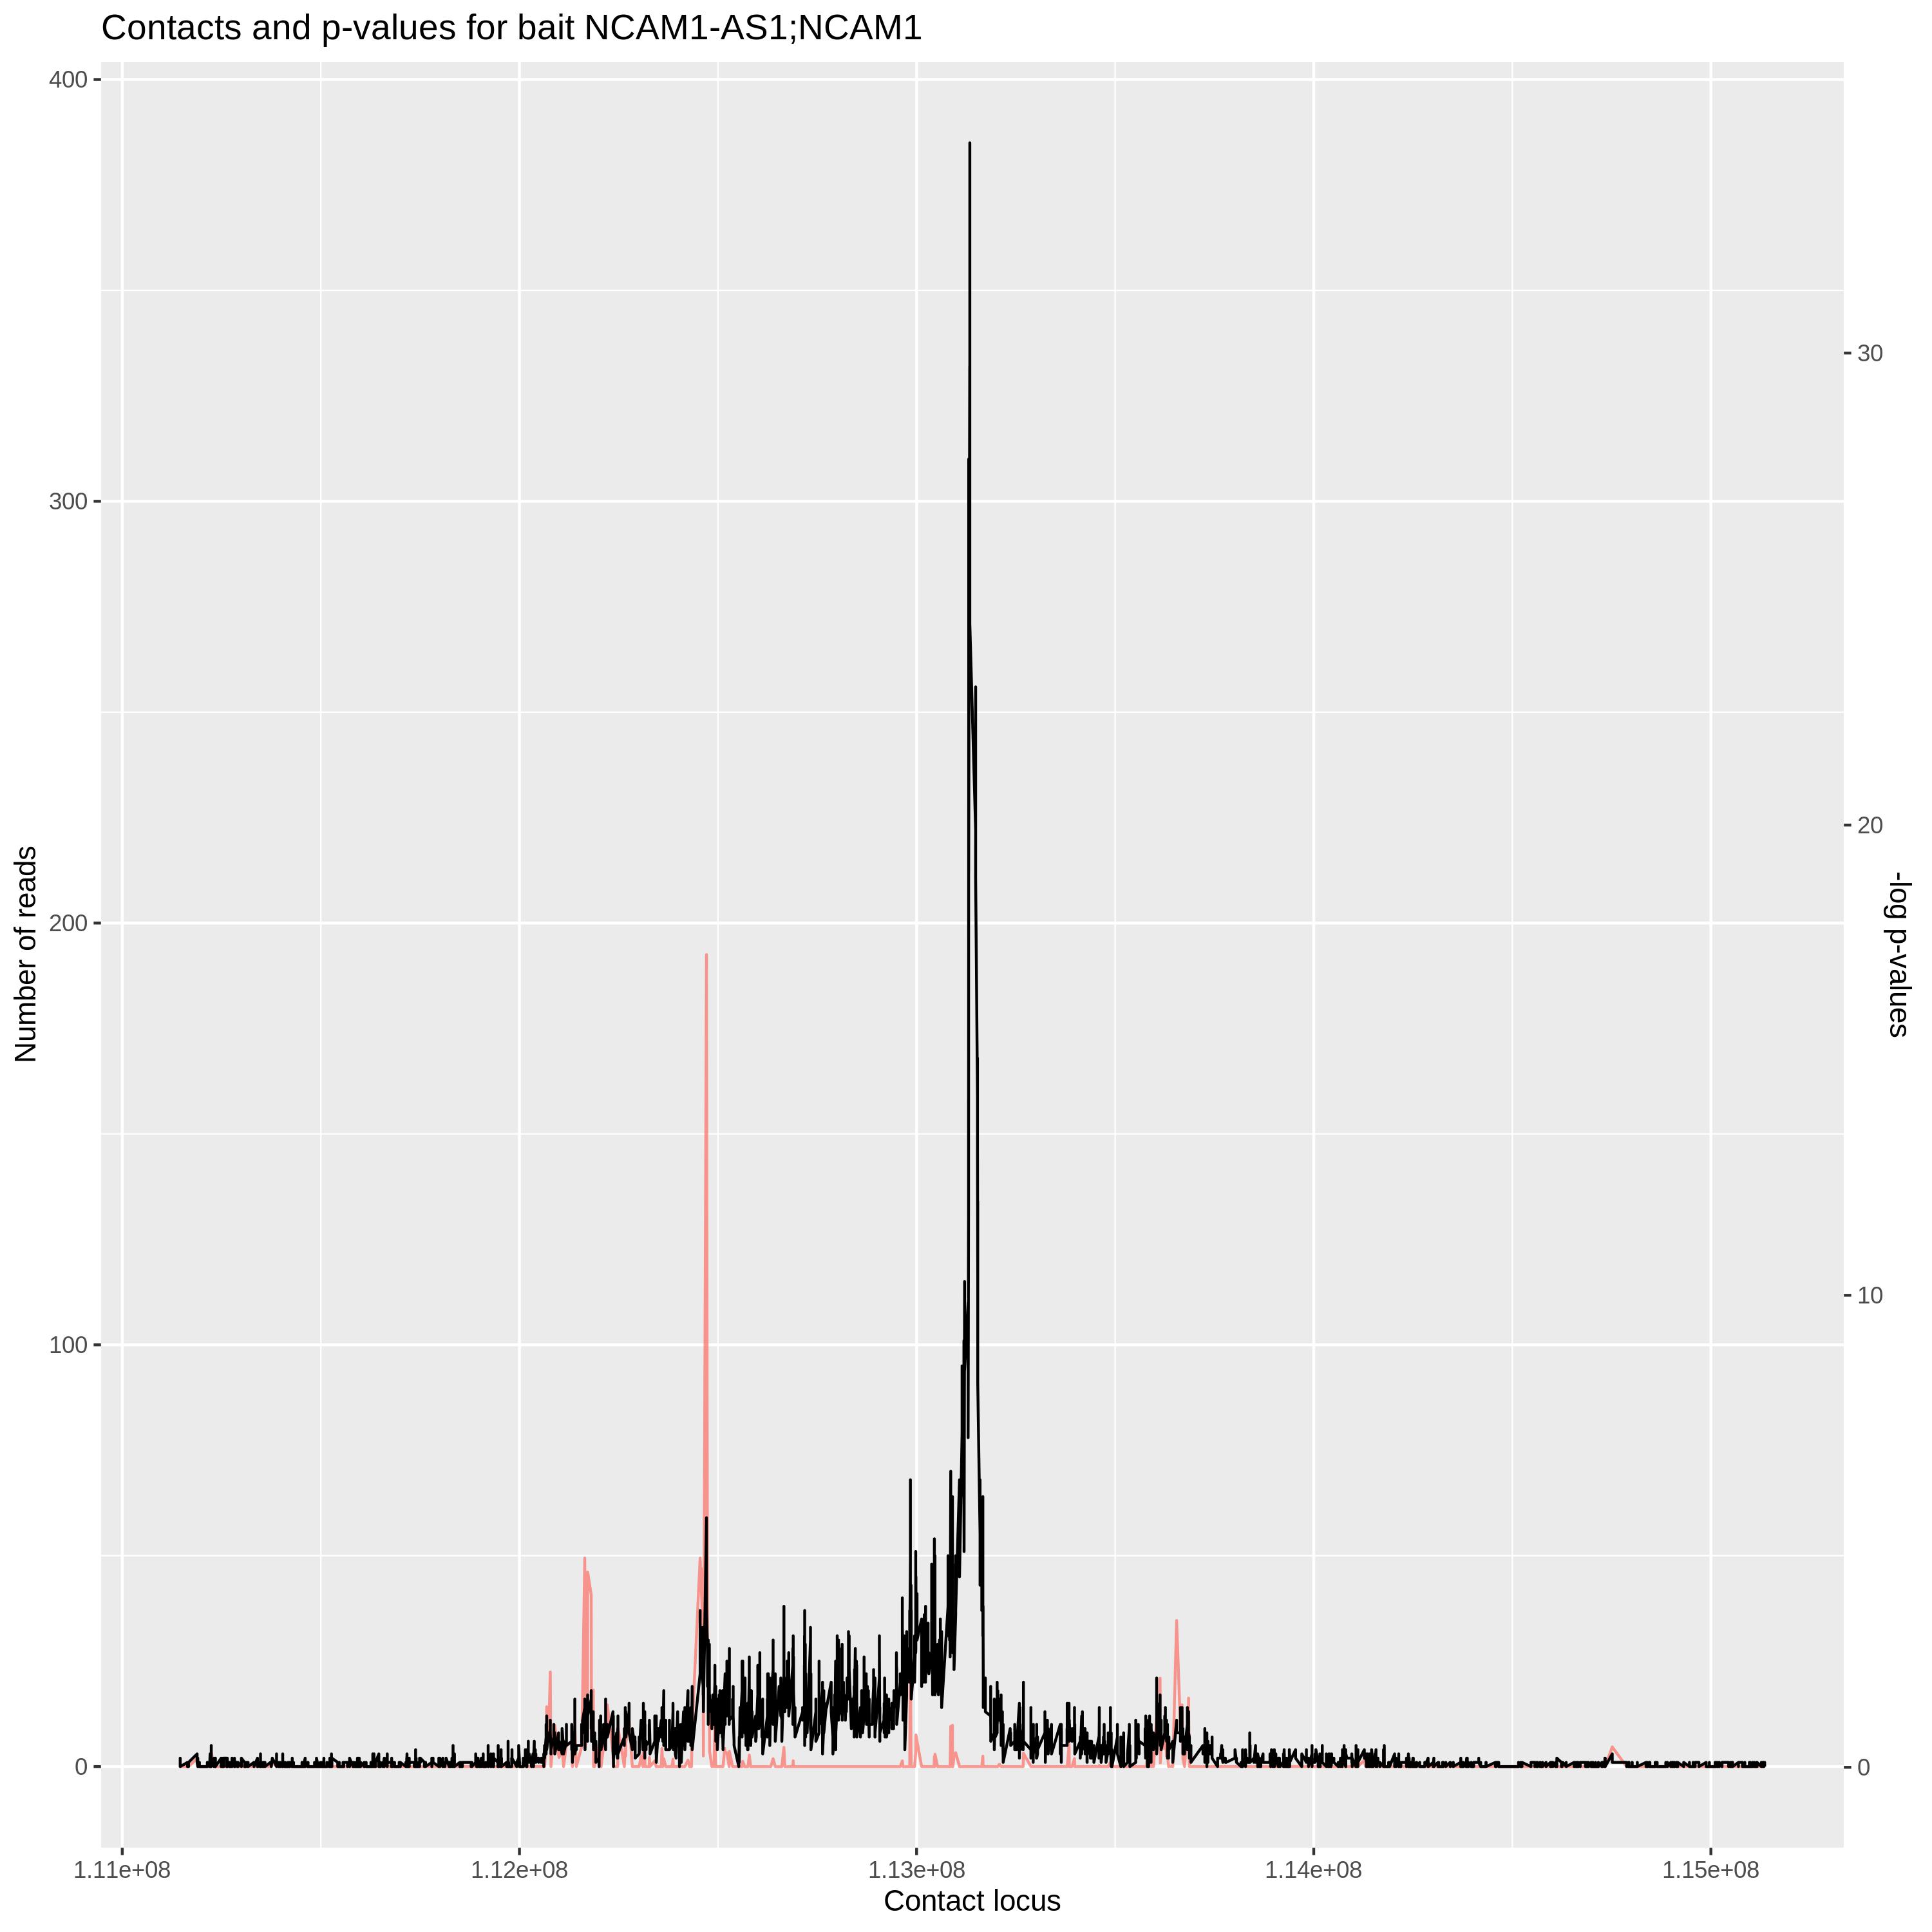 Contacts and p-values for bait NCAM1-AS1;NCAM1
400
300
200
100
0
Number of reads
30
20
10
0
-log p-values
1.11e+08
1.12e+08
1.13e+08
1.14e+08
1.15e+08
Contact locus